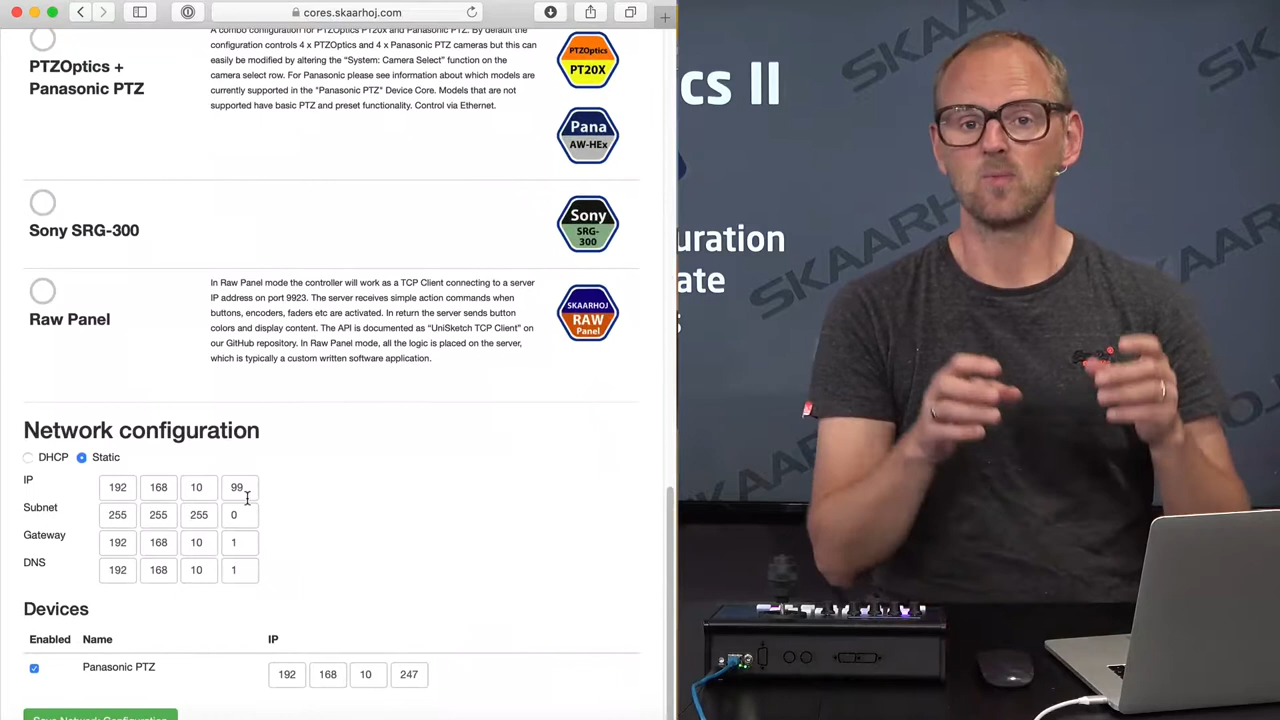 cores.skaarhoj.com
A combo configuration for PTZOptics PT20x and Panasonic PTZ. By default the
configuration controls 4 x PTZOptics and 4 x Panasonic PTZ cameras but this can
easily be modified by altering the "System: Camera Select" function on the
camera select row. For Panasonic please see information about which models are
currently supported in the "Panasonic PTZ" Device Core. Models that are not
supported have basic PTZ and preset functionality. Control via Ethernet.
PTZOptics +
Panasonic PTZ
PTZOptics
PT20X
Pana
AW-HEx
Sony SRG-300
Sony
SRG-
300
Raw Panel
In Raw Panel mode the controller will work as a TCP Client connecting to a server
IP address on port 9923. The server receives simple action commands when
buttons, encoders, faders etc are activated. In return the server sends button
colors and display content. The API is documented as "UniSketch TCP Client" on
our GitHub repository. In Raw Panel mode, all the logic is placed on the server,
which is typically a custom written software application.
SKAARHOJ
RAW
Panel
Network configuration
DHCP Static
IP 192 168 10 99
Subnet 255 255 255 0
Gateway 192 168 10 1
DNS 192 168 10 1
Devices
Enabled Name IP
Panasonic PTZ 192 168 10 247
Save Network Configuration
cs II
uration
ate
s
SKAARHOJ
SKAARHOJ
SKAARHOJ